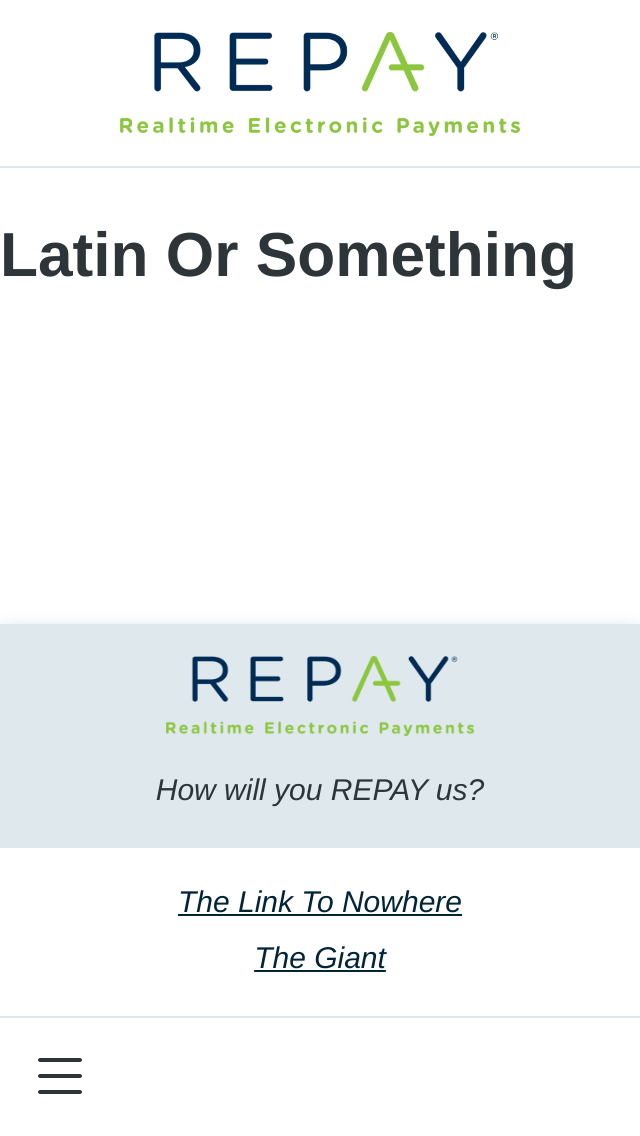 REPAY®
Realtime Electronic Payments
Latin Or Something
REPAY®
Realtime Electronic Payments
How will you REPAY us?
The Link To Nowhere
The Giant